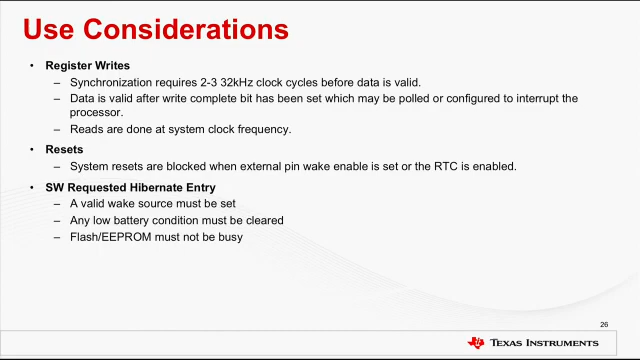 Use Considerations
• Register Writes
– Synchronization requires 2-3 32kHz clock cycles before data is valid.
– Data is valid after write complete bit has been set which may be polled or configured to interrupt the
processor.
– Reads are done at system clock frequency.
• Resets
– System resets are blocked when external pin wake enable is set or the RTC is enabled.
• SW Requested Hibernate Entry
– A valid wake source must be set
– Any low battery condition must be cleared
– Flash/EEPROM must not be busy
26
TEXAS INSTRUMENTS